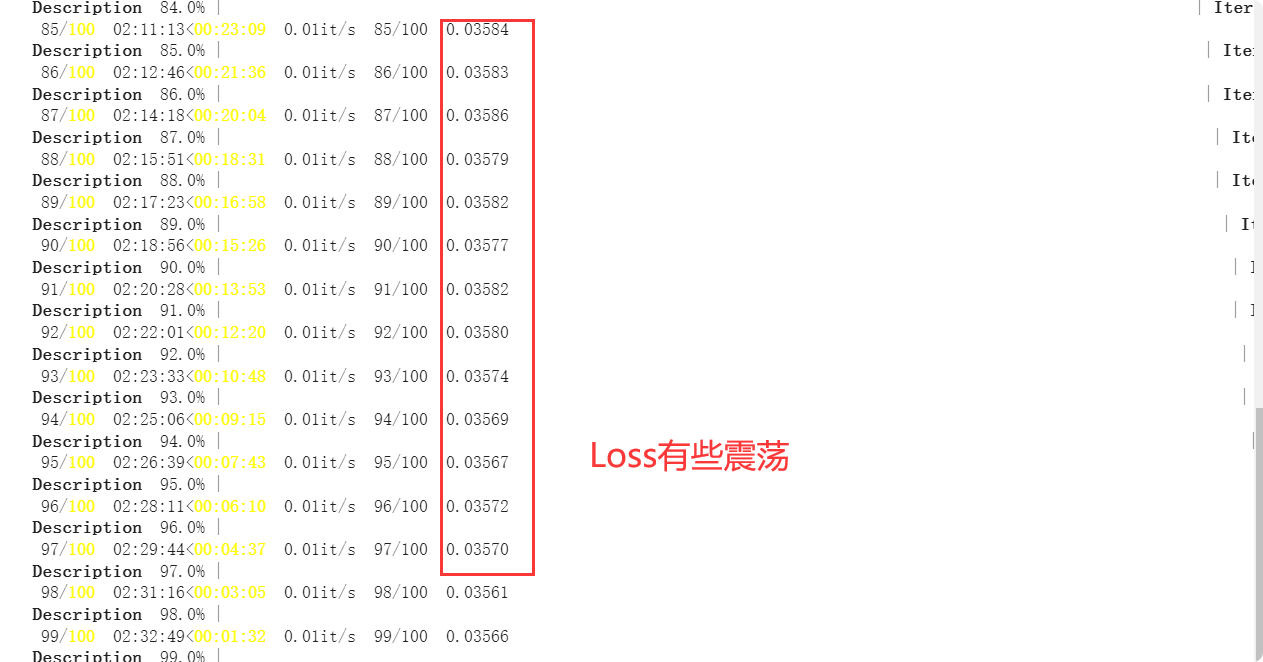 Description 84.0% | | Iter
85/100 02:11:13<00:23:09 0.01it/s 85/100 0.03584
Description 85.0% | | Ite
86/100 02:12:46<00:21:36 0.01it/s 86/100 0.03583
Description 86.0% | | Iter
87/100 02:14:18<00:20:04 0.01it/s 87/100 0.03586
Description 87.0% | | Ite
88/100 02:15:51<00:18:31 0.01it/s 88/100 0.03579
Description 88.0% | | Ite
89/100 02:17:23<00:16:58 0.01it/s 89/100 0.03582
Description 89.0% | | It
90/100 02:18:56<00:15:26 0.01it/s 90/100 0.03577
Description 90.0% | | I
91/100 02:20:28<00:13:53 0.01it/s 91/100 0.03582
Description 91.0% | | I
92/100 02:22:01<00:12:20 0.01it/s 92/100 0.03580
Description 92.0% | |
93/100 02:23:33<00:10:48 0.01it/s 93/100 0.03574
Description 93.0% | |
94/100 02:25:06<00:09:15 0.01it/s 94/100 0.03569
Description 94.0% | |
Loss有些震荡
95/100 02:26:39<00:07:43 0.01it/s 95/100 0.03567
Description 95.0% |
96/100 02:28:11<00:06:10 0.01it/s 96/100 0.03572
Description 96.0% |
97/100 02:29:44<00:04:37 0.01it/s 97/100 0.03570
Description 97.0% |
98/100 02:31:16<00:03:05 0.01it/s 98/100 0.03561
Description 98.0% |
99/100 02:32:49<00:01:32 0.01it/s 99/100 0.03566
Description 99.0% |